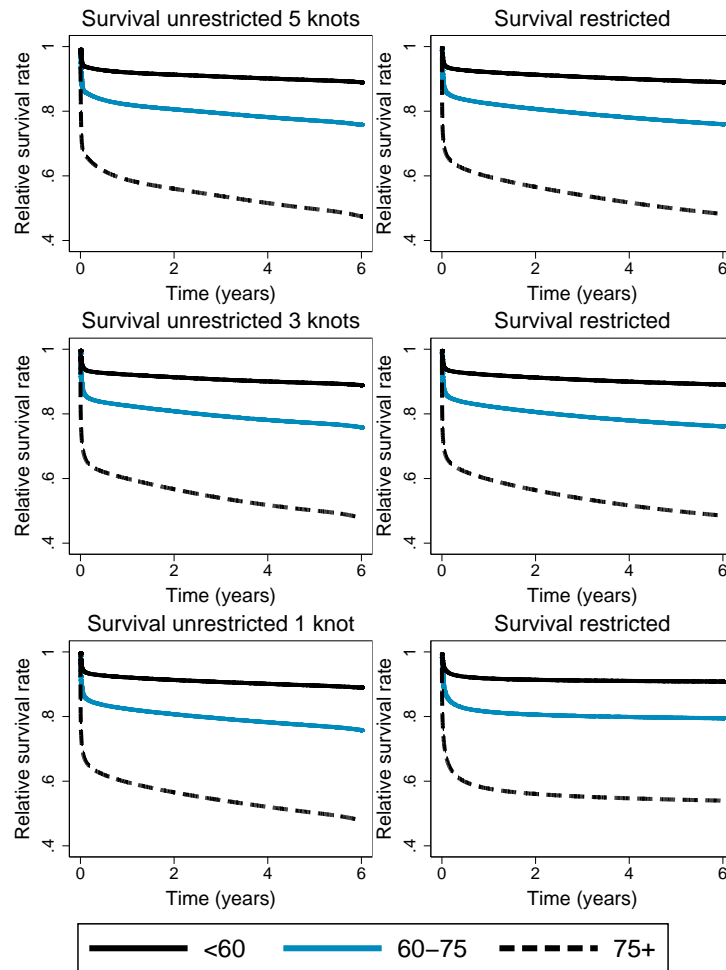 Survival unrestricted 5 knots
Relative survival rate
1
.8
.6
.4
0 2 4 6
Time (years)
Survival restricted
Relative survival rate
1
.8
.6
.4
0 2 4 6
Time (years)
Survival unrestricted 3 knots
Relative survival rate
1
.8
.6
.4
0 2 4 6
Time (years)
Survival restricted
Relative survival rate
1
.8
.6
.4
0 2 4 6
Time (years)
Survival unrestricted 1 knot
Relative survival rate
1
.8
.6
.4
0 2 4 6
Time (years)
Survival restricted
Relative survival rate
1
.8
.6
.4
0 2 4 6
Time (years)
<60 60−75 75+